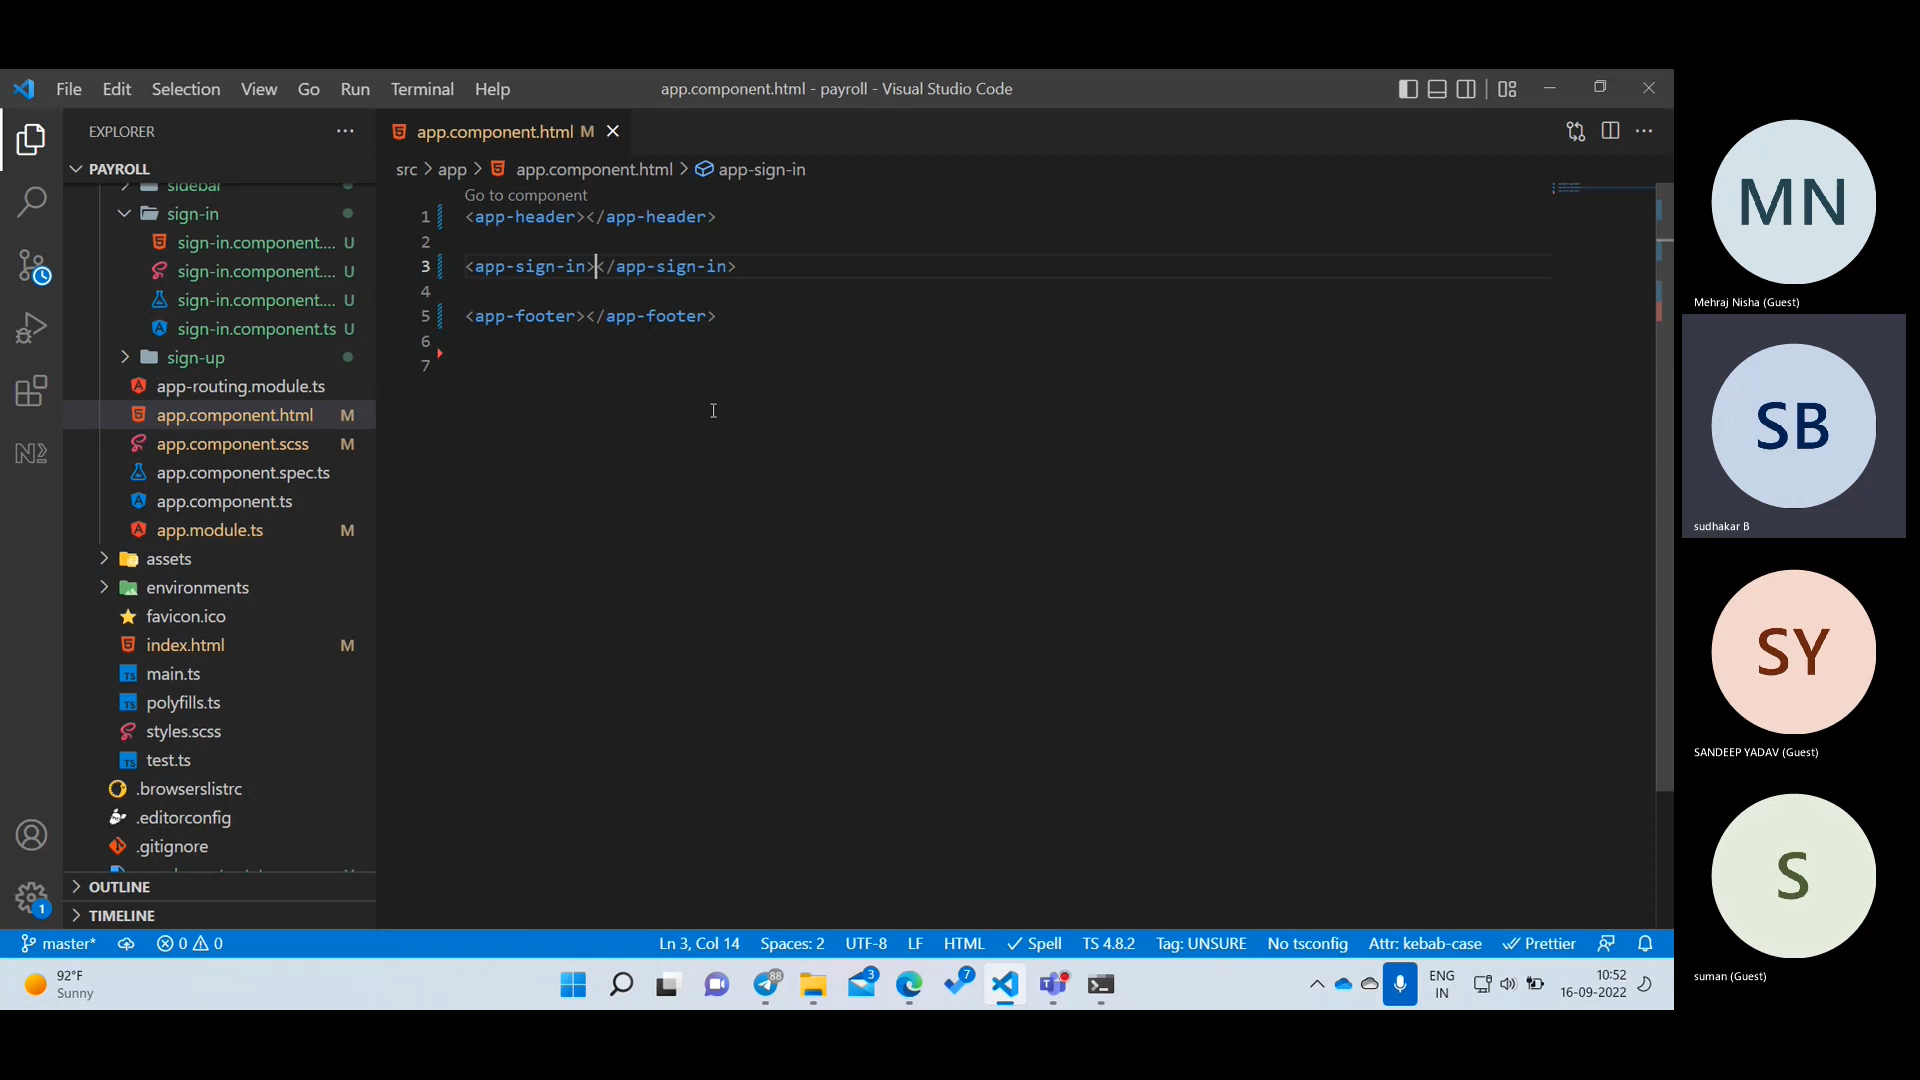 File Edit Selection View Go Run Terminal Help
app.component.html - payroll - Visual Studio Code
EXPLORER
app.component.html M
PAYROLL
src > app > app.component.html > app-sign-in
sidebar
sign-in
sign-in.component.... U
sign-in.component.... U
sign-in.component.... U
sign-in.component.ts U
sign-up
app-routing.module.ts
app.component.html M
app.component.scss M
app.component.spec.ts
app.component.ts
app.module.ts M
assets
environments
favicon.ico
index.html M
main.ts
polyfills.ts
styles.scss
test.ts
.browserslistrc
.editorconfig
.gitignore
OUTLINE
TIMELINE
Go to component
1 <app-header></app-header>
2
3 <app-sign-in></app-sign-in>
4
5 <app-footer></app-footer>
6
7
1
master* 0 0 Ln 3, Col 14 Spaces: 2 UTF-8 LF HTML Spell TS 4.8.2 Tag: UNSURE No tsconfig Attr: kebab-case Prettier
92°F
Sunny
88
3
7
ENG
IN
10:52
16-09-2022
MN
Mehraj Nisha (Guest)
SB
sudhakar B
SY
SANDEEP YADAV (Guest)
S
suman (Guest)